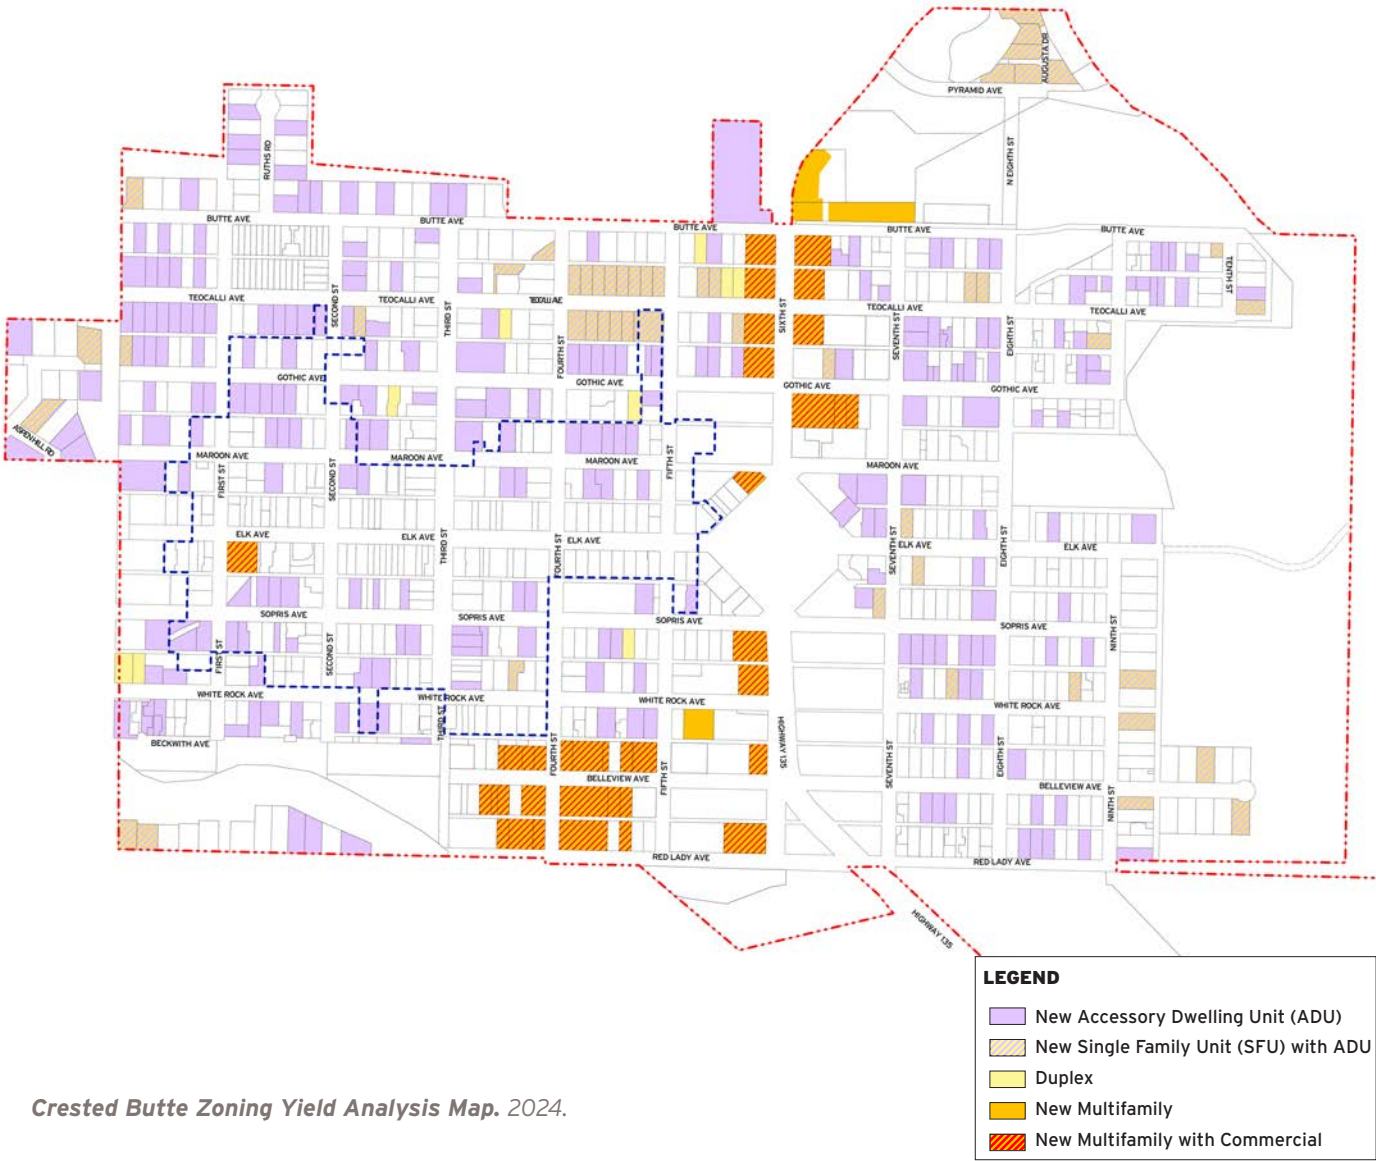 AUGUSTA DR
PYRAMID AVE
N EIGHTH ST
RUTHS RD
BUTTE AVE
BUTTE AVE
BUTTE AVE
BUTTE AVE
BUTTE AVE
TENTH ST
TEOCALLI AVE
SECOND ST
TEOCALLI AVE
THIRD ST
SIXTH ST
TEOCALLI AVE
TEOCALLI AVE
SEVENTH ST
EIGHTH ST
FOURTH ST
GOTHIC AVE
GOTHIC AVE
GOTHIC AVE
GOTHIC AVE
ASPEN HILL RD
MAROON AVE
MAROON AVE
MAROON AVE
MAROON AVE
FIRST ST
SECOND ST
FIFTH ST
ELK AVE
ELK AVE
ELK AVE
ELK AVE
ELK AVE
THIRD ST
FOURTH ST
SEVENTH ST
EIGHTH ST
SOPRIS AVE
SOPRIS AVE
SOPRIS AVE
SOPRIS AVE
NINTH ST
FIRST ST
SECOND ST
WHITE ROCK AVE
WHITE ROCK AVE
WHITE ROCK AVE
WHITE ROCK AVE
THIRD ST
HIGHWAY 135
BECKWITH AVE
FOURTH ST
FIFTH ST
SEVENTH ST
EIGHTH ST
BELLEVIEW AVE
BELLEVIEW AVE
NINTH ST
RED LADY AVE
RED LADY AVE
HIGHWAY 135
LEGEND
New Accessory Dwelling Unit (ADU)
New Single Family Unit (SFU) with ADU
Duplex
New Multifamily
New Multifamily with Commercial
Crested Butte Zoning Yield Analysis Map. 2024.